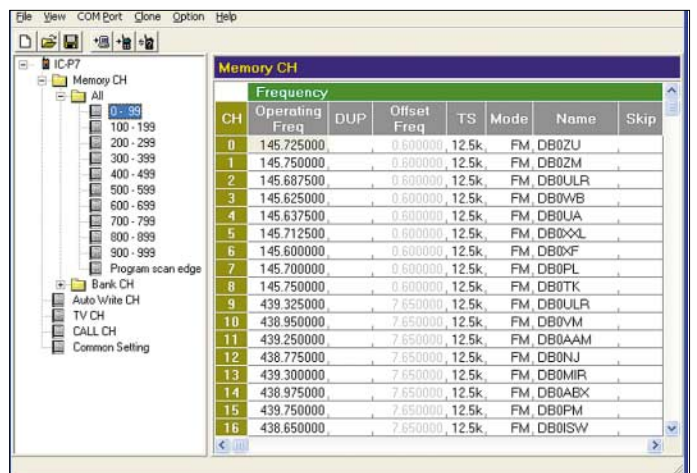 File View COM Port Clone Option Help
IC-P7
Memory CH
All
0 - 99
100 - 199
200 - 299
300 - 399
400 - 499
500 - 599
600 - 699
700 - 799
800 - 899
900 - 999
Program scan edge
Bank CH
Auto Write CH
TV CH
CALL CH
Common Setting
Memory CH
Frequency
CH Operating Freq DUP Offset Freq TS Mode Name Skip
0 145.725000, , 0.600000, 12.5k, FM, DB0ZU ,
1 145.750000, , 0.600000, 12.5k, FM, DB0ZM ,
2 145.687500, , 0.600000, 12.5k, FM, DB0ULR ,
3 145.625000, , 0.600000, 12.5k, FM, DB0WB ,
4 145.637500, , 0.600000, 12.5k, FM, DB0UA ,
5 145.712500, , 0.600000, 12.5k, FM, DB0XXL ,
6 145.600000, , 0.600000, 12.5k, FM, DB0XF ,
7 145.700000, , 0.600000, 12.5k, FM, DB0PL ,
8 145.750000, , 0.600000, 12.5k, FM, DB0TK ,
9 439.325000, , 7.650000, 12.5k, FM, DB0ULR ,
10 438.950000, , 7.650000, 12.5k, FM, DB0VM ,
11 439.250000, , 7.650000, 12.5k, FM, DB0AAM ,
12 438.775000, , 7.650000, 12.5k, FM, DB0NJ ,
13 439.300000, , 7.650000, 12.5k, FM, DB0MIR ,
14 438.975000, , 7.650000, 12.5k, FM, DB0ABX ,
15 439.750000, , 7.650000, 12.5k, FM, DB0PM ,
16 438.650000, , 7.650000, 12.5k, FM, DB0ISW ,